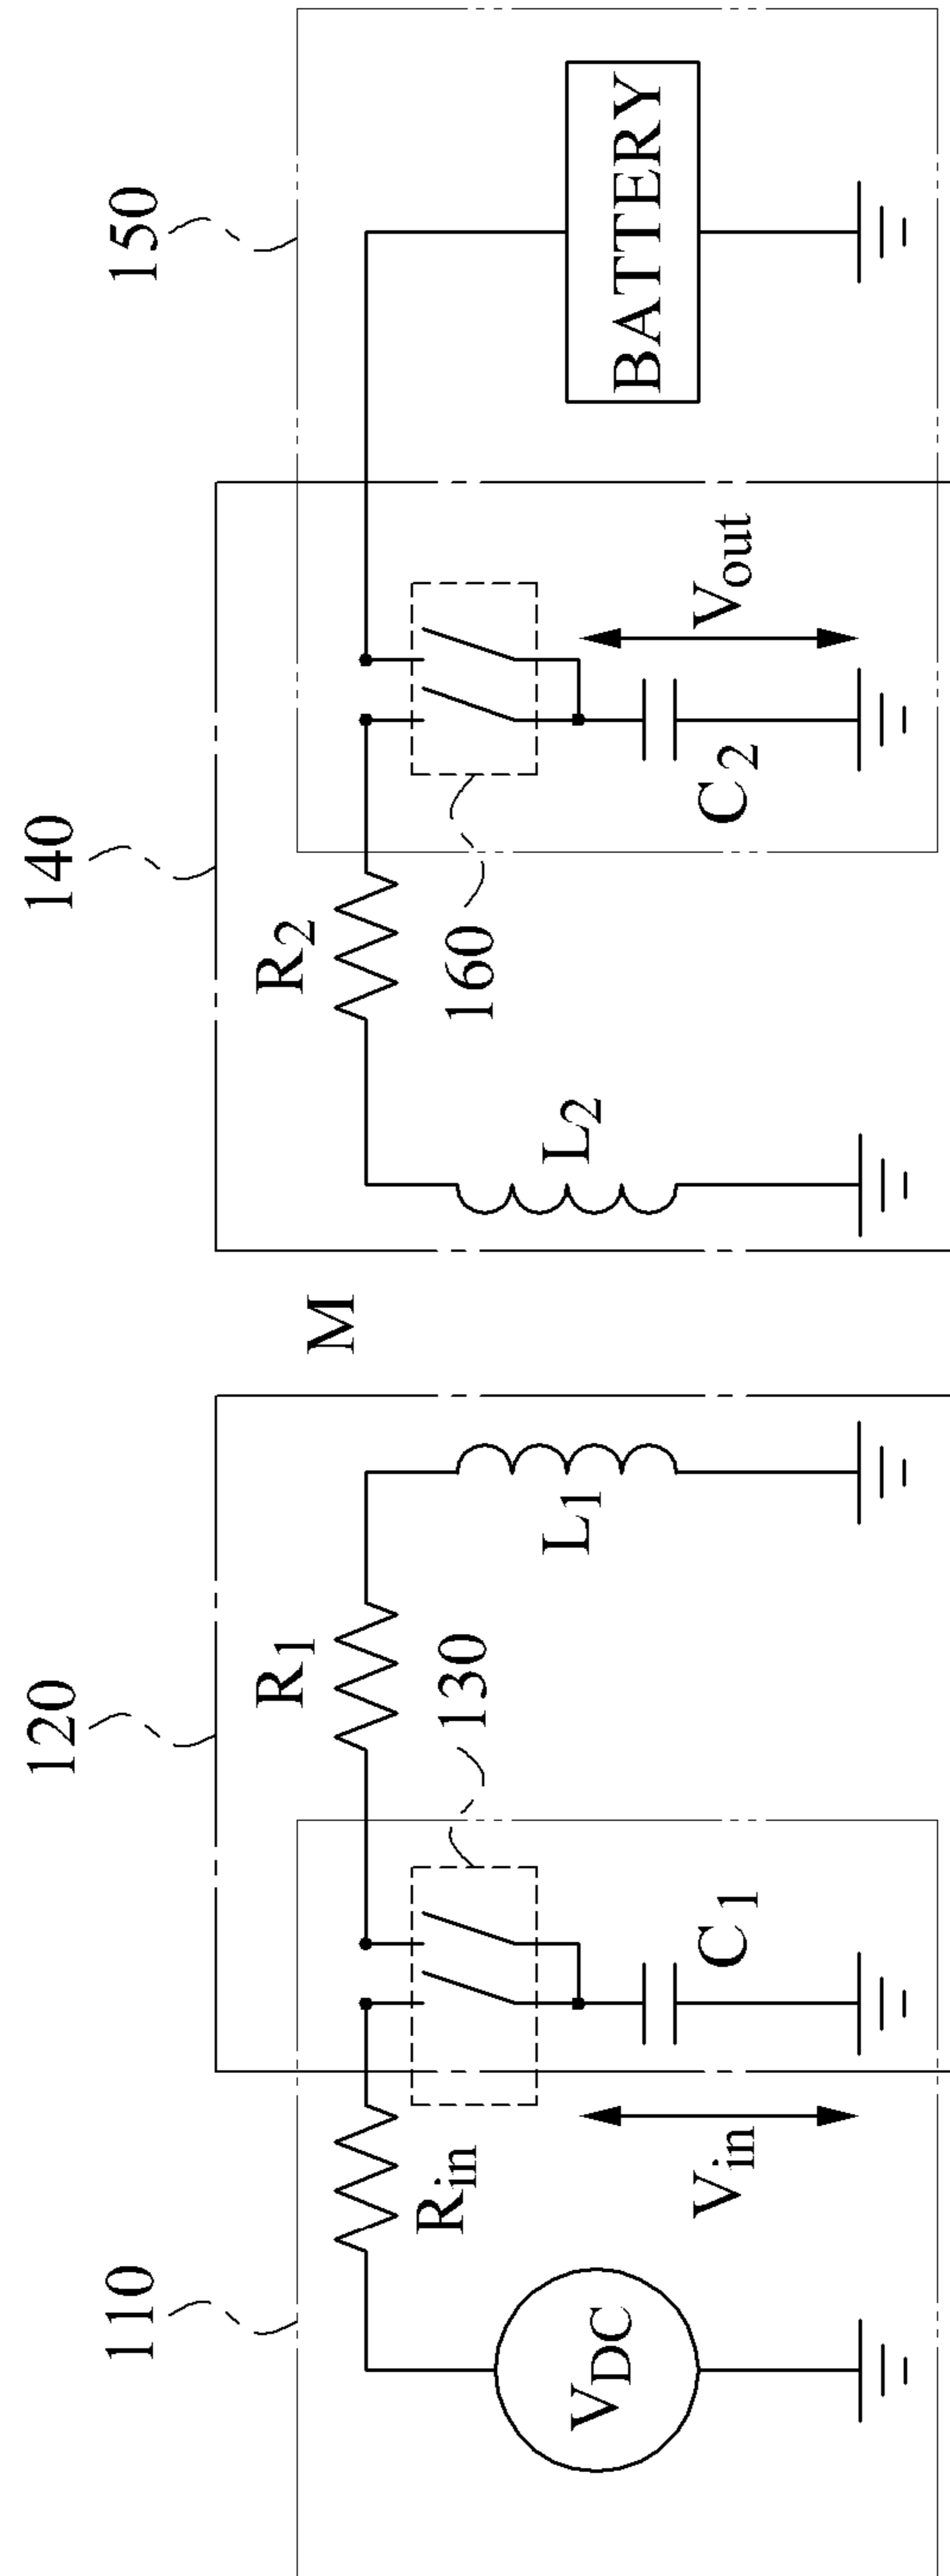 110
120
140
150
R1
M
R2
Rin
130
160
VDC
L1
L2
BATTERY
Vin
C1
C2
Vout